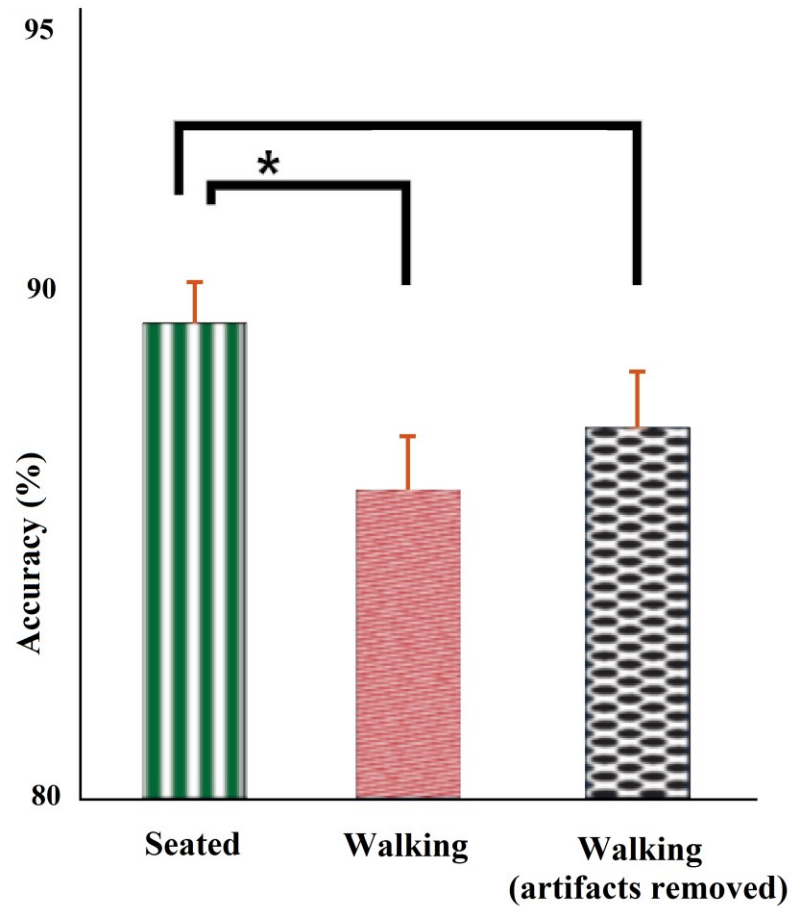 95
*
90
Accuracy (%)
80
Seated
Walking
Walking
(artifacts removed)